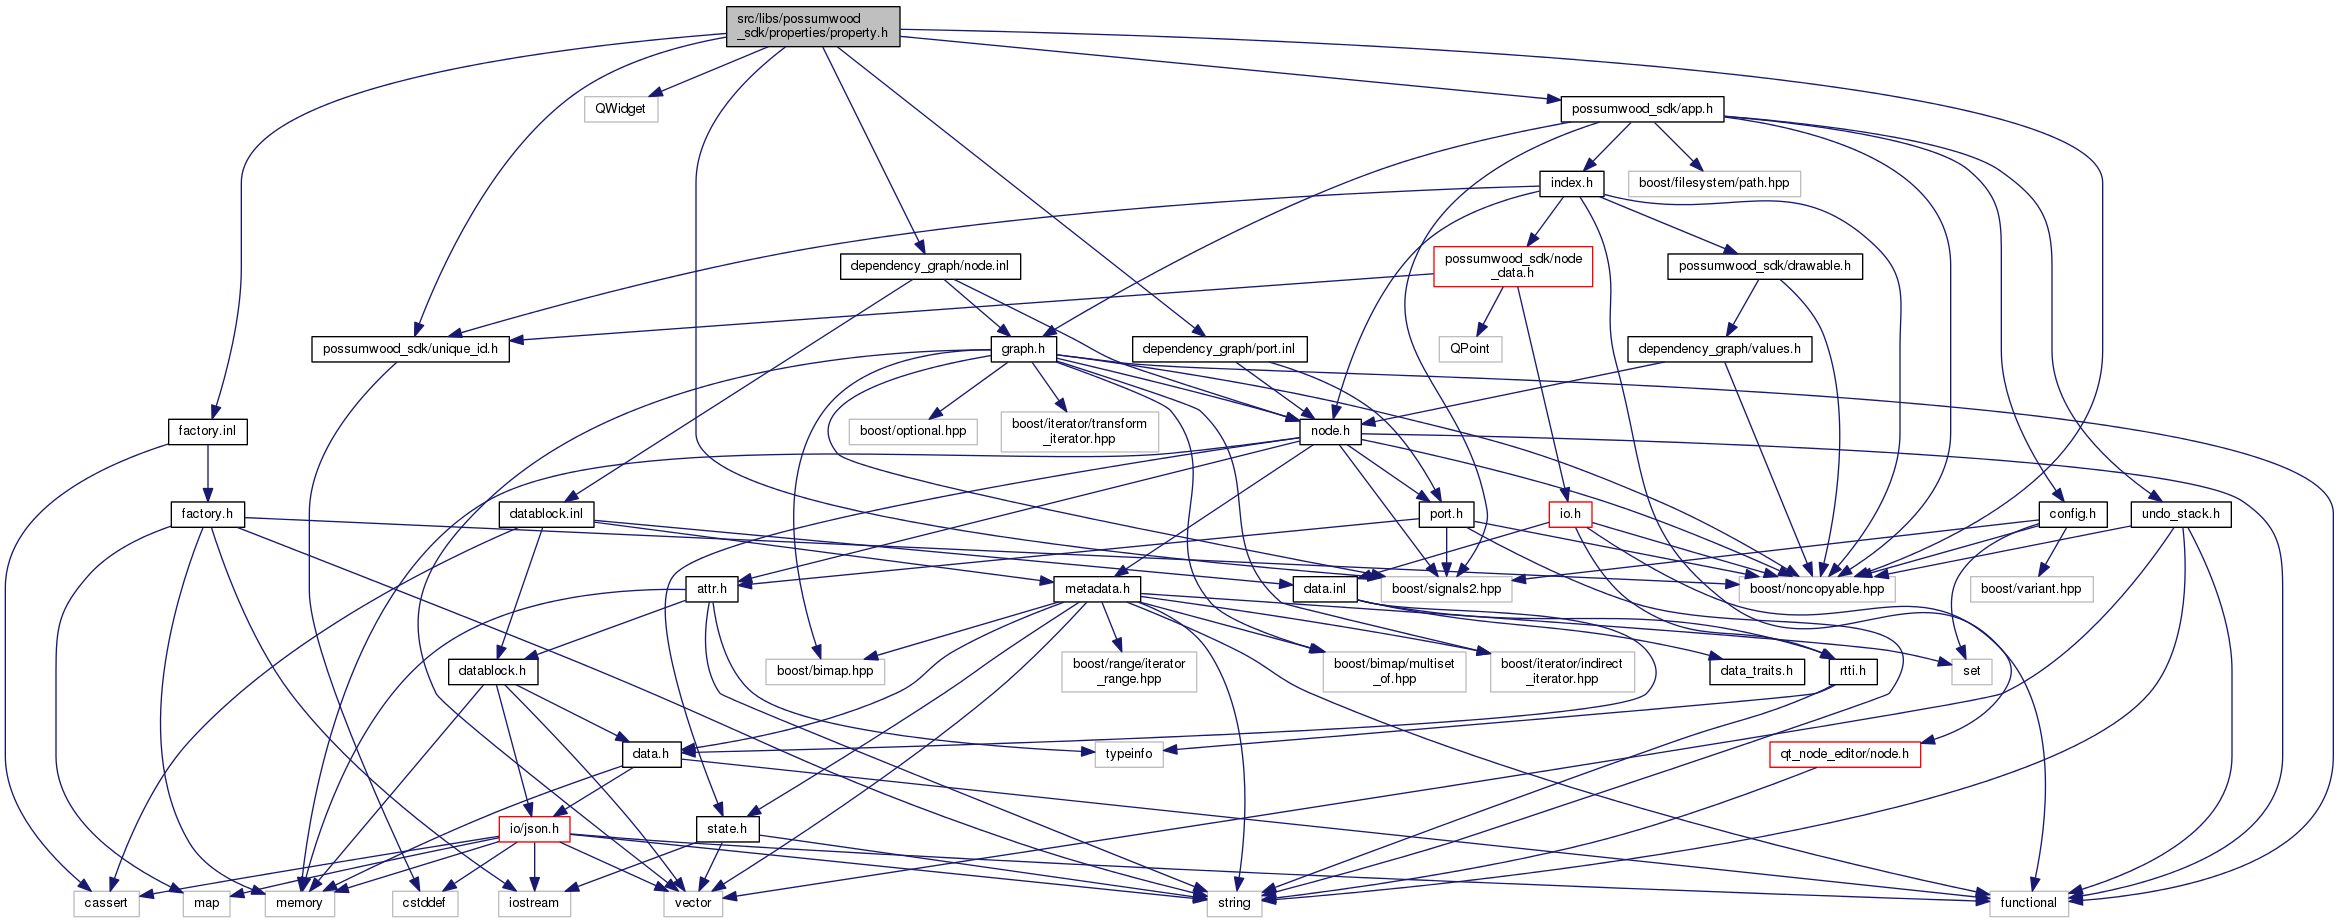 src/libs/possumwood
_sdk/properties/property.h
QWidget
possumwood_sdk/app.h
index.h
boost/filesystem/path.hpp
dependency_graph/node.inl
possumwood_sdk/node
_data.h
possumwood_sdk/drawable.h
possumwood_sdk/unique_id.h
graph.h
dependency_graph/port.inl
QPoint
dependency_graph/values.h
factory.inl
boost/optional.hpp
boost/iterator/transform
_iterator.hpp
node.h
factory.h
datablock.inl
port.h
io.h
config.h
undo_stack.h
attr.h
metadata.h
data.inl
boost/signals2.hpp
boost/noncopyable.hpp
boost/variant.hpp
datablock.h
boost/bimap.hpp
boost/range/iterator
_range.hpp
boost/bimap/multiset
_of.hpp
boost/iterator/indirect
_iterator.hpp
data_traits.h
rtti.h
set
data.h
typeinfo
qt_node_editor/node.h
io/json.h
state.h
cassert
map
memory
cstddef
iostream
vector
string
functional